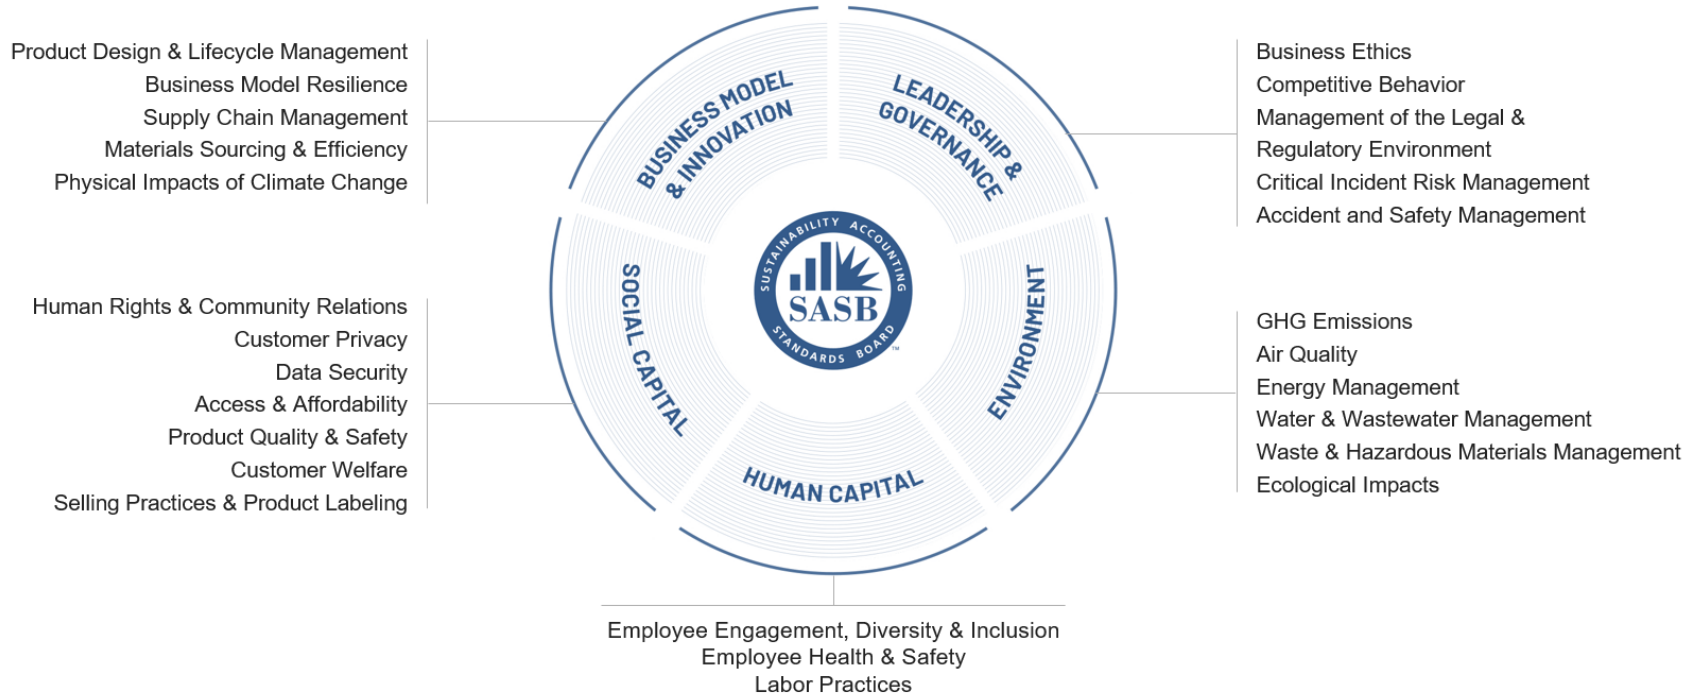 Product Design & Lifecycle Management
Business Model Resilience
Supply Chain Management
Materials Sourcing & Efficiency
Physical Impacts of Climate Change
BUSINESS MODEL
& INNOVATION
LEADERSHIP &
GOVERNANCE
Business Ethics
Competitive Behavior
Management of the Legal &
Regulatory Environment
Critical Incident Risk Management
Accident and Safety Management
SUSTAINABILITY ACCOUNTING
SASB
STANDARDS BOARD™
Human Rights & Community Relations
Customer Privacy
Data Security
Access & Affordability
Product Quality & Safety
Customer Welfare
Selling Practices & Product Labeling
SOCIAL CAPITAL
ENVIRONMENT
GHG Emissions
Air Quality
Energy Management
Water & Wastewater Management
Waste & Hazardous Materials Management
Ecological Impacts
HUMAN CAPITAL
Employee Engagement, Diversity & Inclusion
Employee Health & Safety
Labor Practices